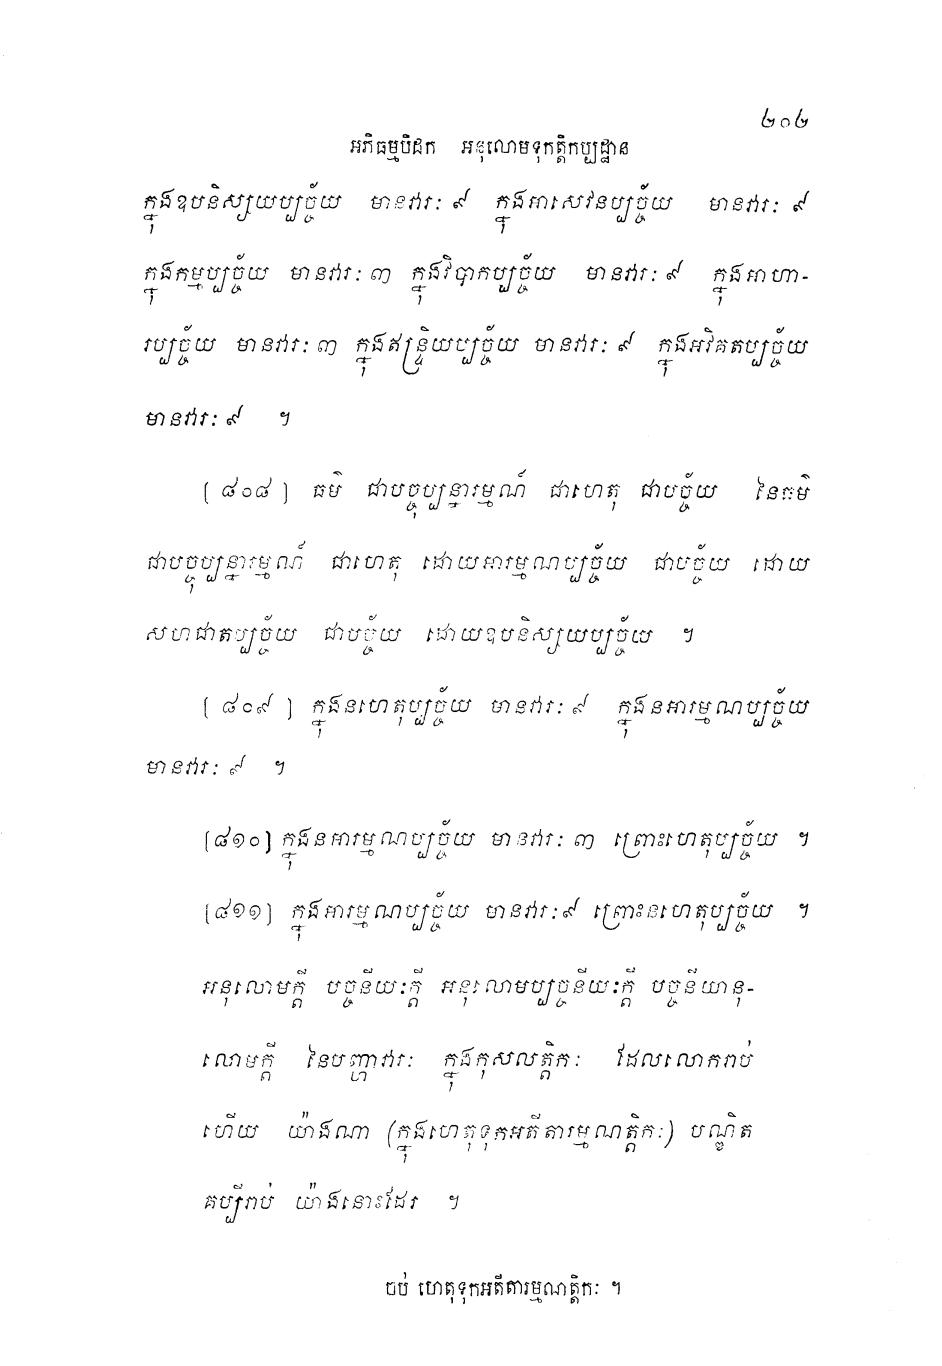 ២០២
អភិធម្មបិដក អនុលោមទុកត្តិកប្បដ្ឋាន
ក្នុងឧបនិស្សយប្បច្ច័យ មានវារៈ ៩ ក្នុងអាសេវនប្បច្ច័យ មានវារៈ ៩
ក្នុងកម្មប្បច្ច័យ មានវារៈ ៣ ក្នុងវិបាកប្បច្ច័យ មានវារៈ ៩ ក្នុងអាហា-
រប្បច្ច័យ មានវារៈ ៣ ក្នុងឥន្ទ្រិយប្បច្ច័យ មានវារៈ ៩ ក្នុងអវិគតប្បច្ច័យ
មានវារៈ ៩ ។
[ ៨០៨ ] ធម៌ ជាបច្ចុប្បន្នារម្មណ៍ ជាហេតុ ជាបច្ច័យ នៃធម៌
ជាបច្ចុប្បន្នារម្មណ៍ ជាហេតុ ដោយអារម្មណប្បច្ច័យ ជាបច្ច័យ ដោយ
សហជាតប្បច្ច័យ ជាបច្ច័យ ដោយឧបនិស្សយប្បច្ច័យ ។
[ ៨០៩ ] ក្នុងនហេតុប្បច្ច័យ មានវារៈ ៩ ក្នុងនអារម្មណប្បច្ច័យ
មានវារៈ ៩ ។
[៨១០] ក្នុងនអារម្មណប្បច្ច័យ មានវារៈ ៣ ព្រោះហេតុប្បច្ច័យ ។
[៨១១] ក្នុងអារម្មណប្បច្ច័យ មានវារៈ ៩ ព្រោះនហេតុប្បច្ច័យ ។
អនុលោមក្តី បច្ចនីយៈក្តី អនុលោមប្បច្ចនីយៈក្តី បច្ចនីយានុ-
លោមក្តី នៃបញ្ហាវារៈ ក្នុងកុសលត្តិកៈ ដែលលោករាប់
ហើយ យ៉ាងណា (ក្នុងហេតុទុកអតីតារម្មណត្តិកៈ) បណ្ឌិត
គប្បីរាប់ យ៉ាងនោះដែរ ។
ចប់ ហេតុទុកអតីតារម្មណត្តិកៈ ។